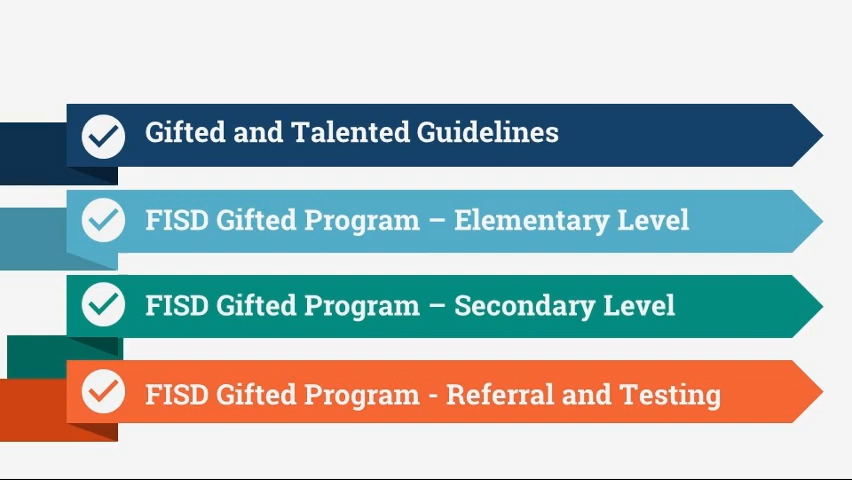 Gifted and Talented Guidelines
FISD Gifted Program – Elementary Level
FISD Gifted Program – Secondary Level
FISD Gifted Program - Referral and Testing